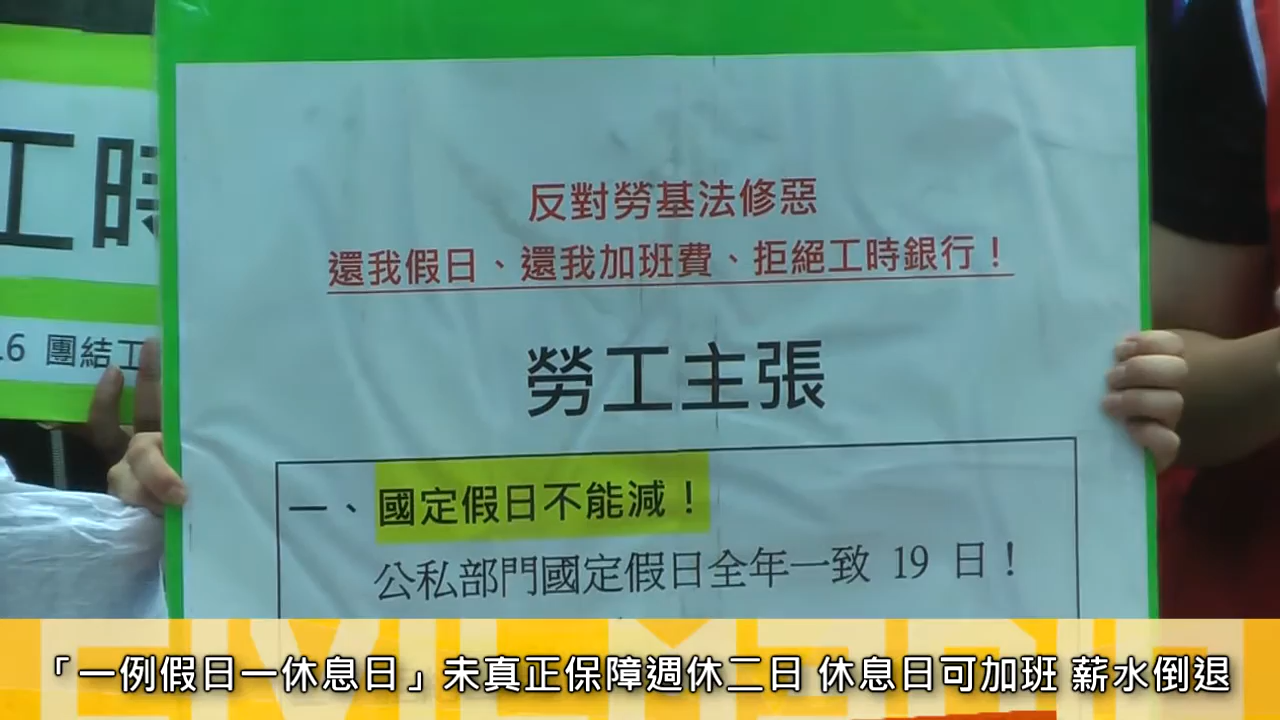 工時
.16 團結工
反對勞基法修惡
還我假日、還我加班費、拒絕工時銀行！
勞工主張
一、國定假日不能減！
公私部門國定假日全年一致 19 日！
「一例假日一休息日」未真正保障週休二日 休息日可加班 薪水倒退